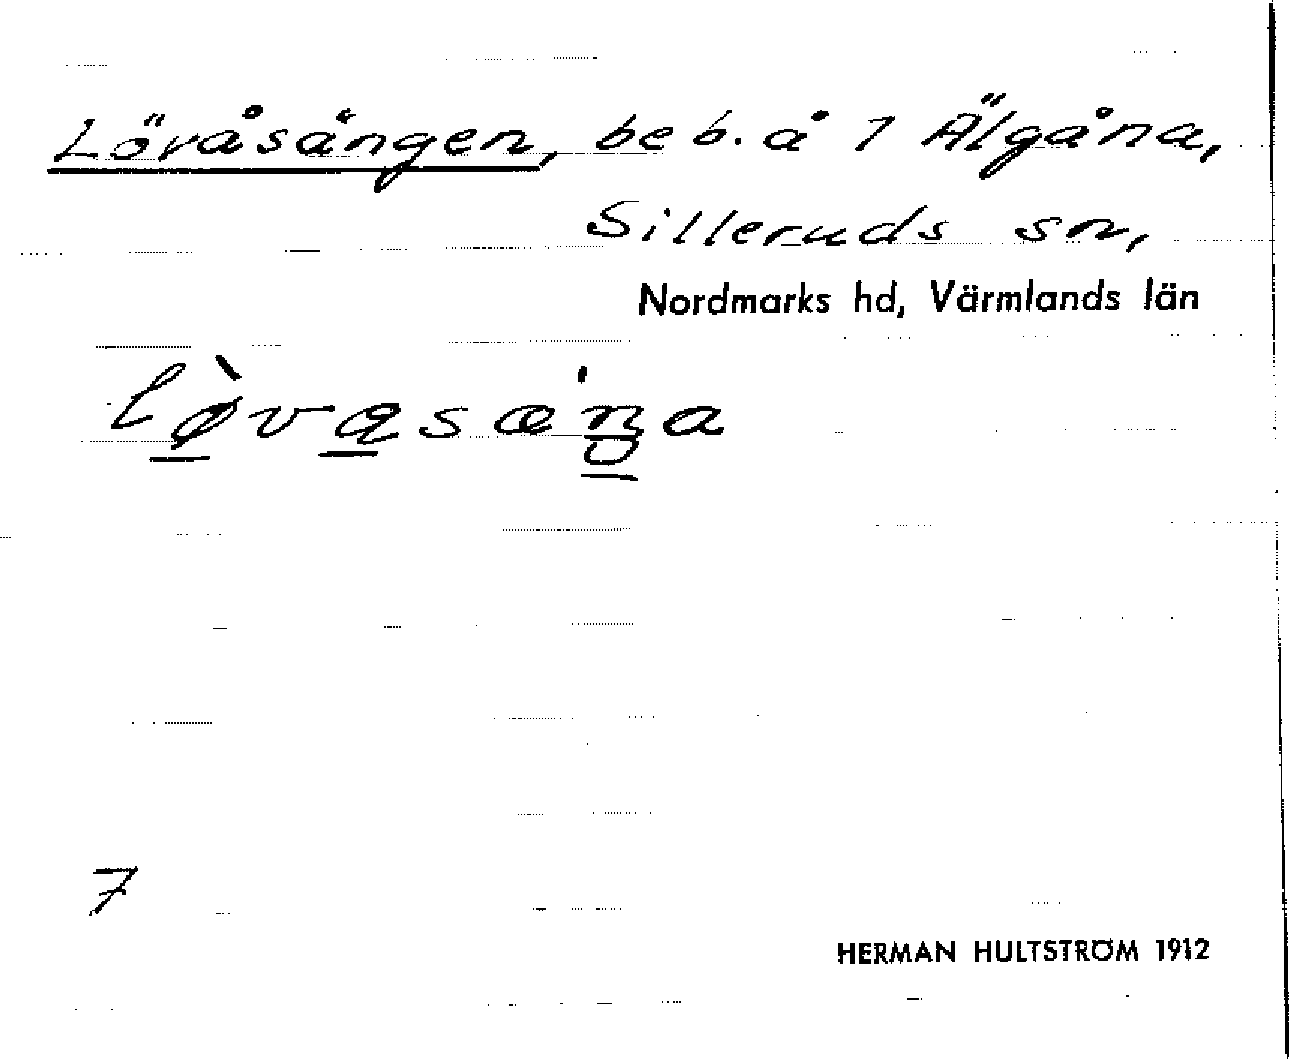 Lövåsängen, beb. å 1 Älgåna,
Silleruds sn,
Nordmarks hd, Värmlands län
lø̀vasæ'ŋa
7
HERMAN HULTSTRÖM 1912